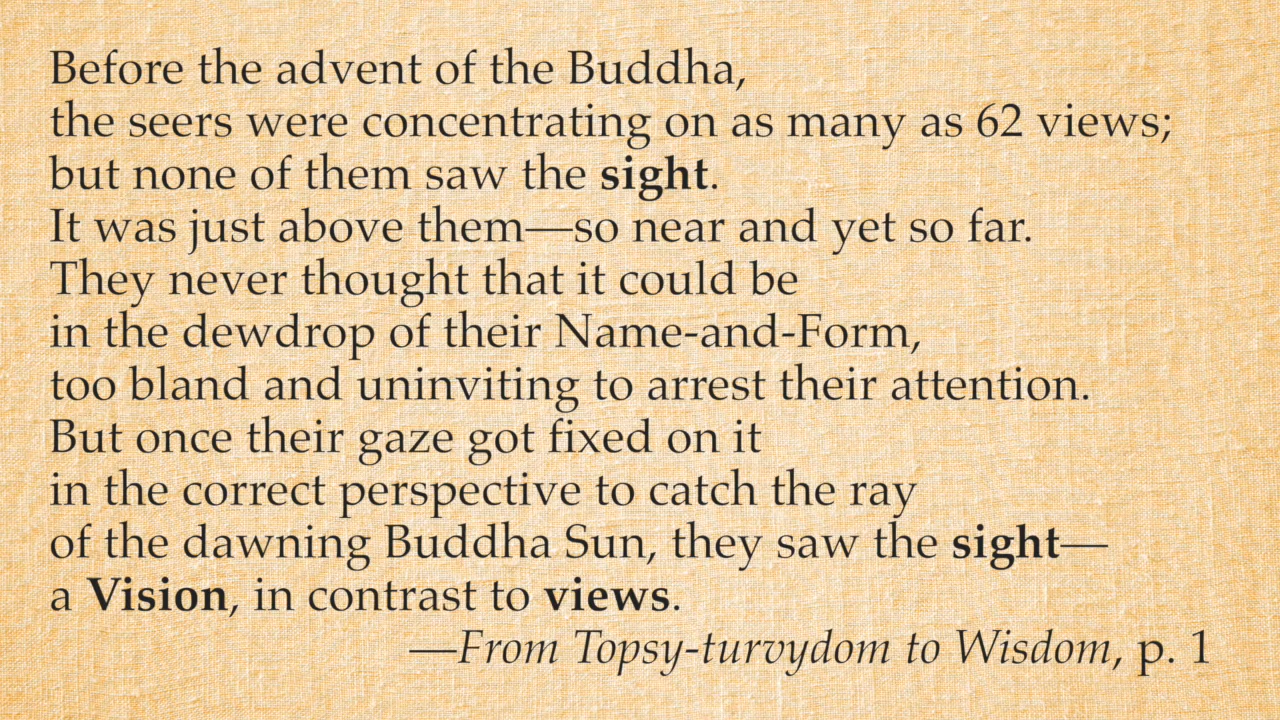 Before the advent of the Buddha,
the seers were concentrating on as many as 62 views;
but none of them saw the sight.
It was just above them—so near and yet so far.
They never thought that it could be
in the dewdrop of their Name-and-Form,
too bland and uninviting to arrest their attention.
But once their gaze got fixed on it
in the correct perspective to catch the ray
of the dawning Buddha Sun, they saw the sight—
a Vision, in contrast to views.
—From Topsy-turvydom to Wisdom, p. 1